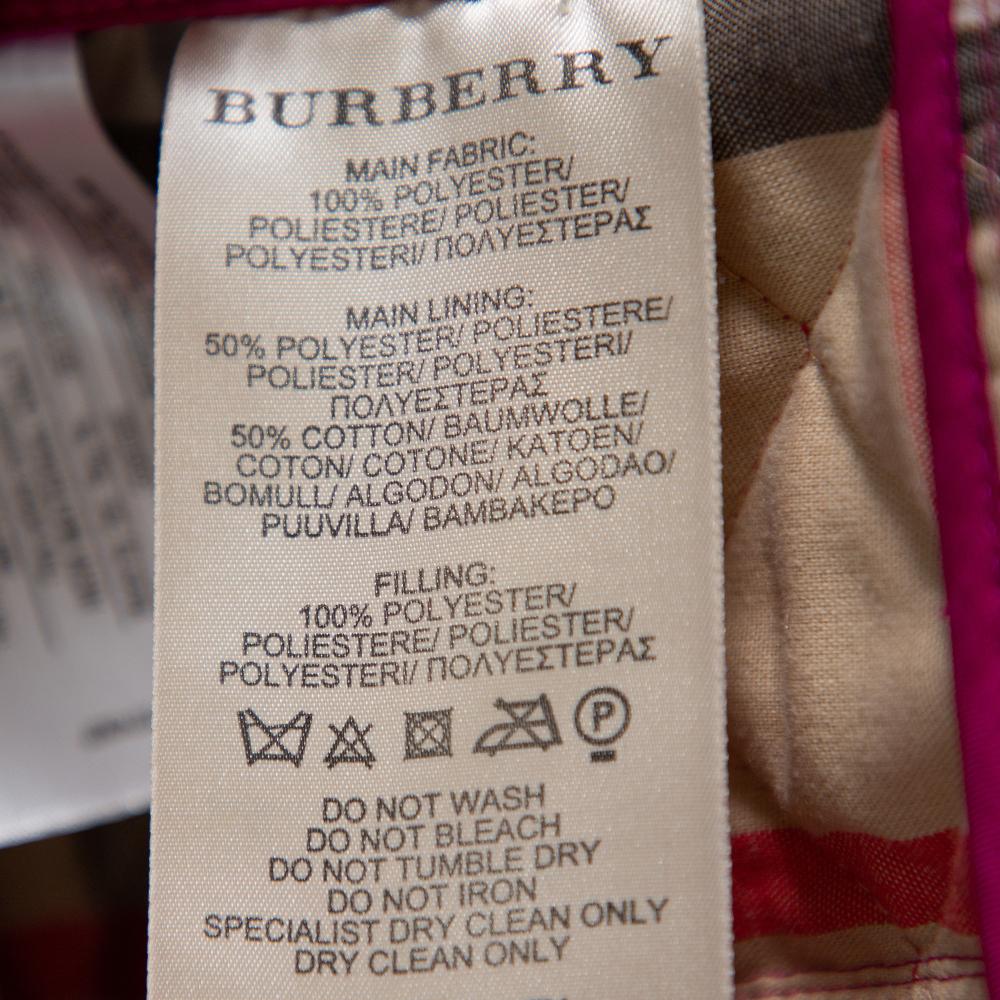 BURBERRY
MAIN FABRIC:
100% POLYESTER/
POLIESTERE/ POLIESTER/
POLYESTERI/ ΠΟΛΥΕΣΤΕΡΑΣ
MAIN LINING:
50% POLYESTER/ POLIESTERE/
POLIESTER/ POLYESTERI/
ΠΟΛΥΕΣΤΕΡΑΣ
50% COTTON/ BAUMWOLLE/
COTON/ COTONE/ KATOEN/
BOMULL/ ALGODON/ ALGODAO/
PUUVILLA/ ΒΑΜΒΑΚΕΡΟ
FILLING:
100% POLYESTER/
POLIESTERE/ POLIESTER/
POLYESTERI/ ΠΟΛΥΕΣΤΕΡΑΣ
P
DO NOT WASH
DO NOT BLEACH
DO NOT TUMBLE DRY
DO NOT IRON
SPECIALIST DRY CLEAN ONLY
DRY CLEAN ONLY